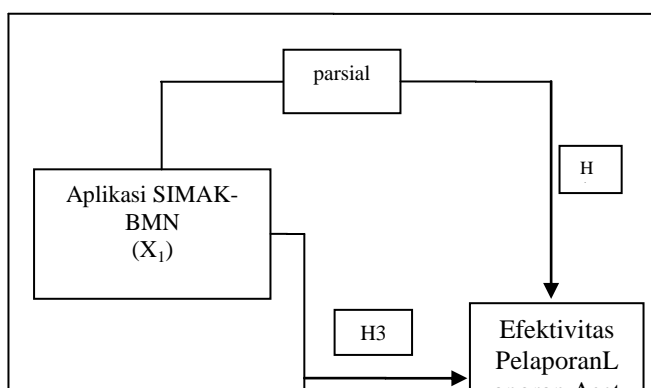 parsial
H
Aplikasi SIMAK-
BMN
(X₁)
H3
Efektivitas
PelaporanL